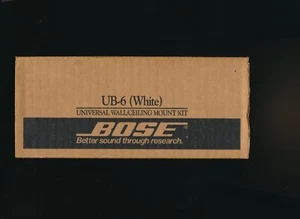 UB-6 (White)
UNIVERSAL WALL/CEILING MOUNT KIT
BOSE
Better sound through research.